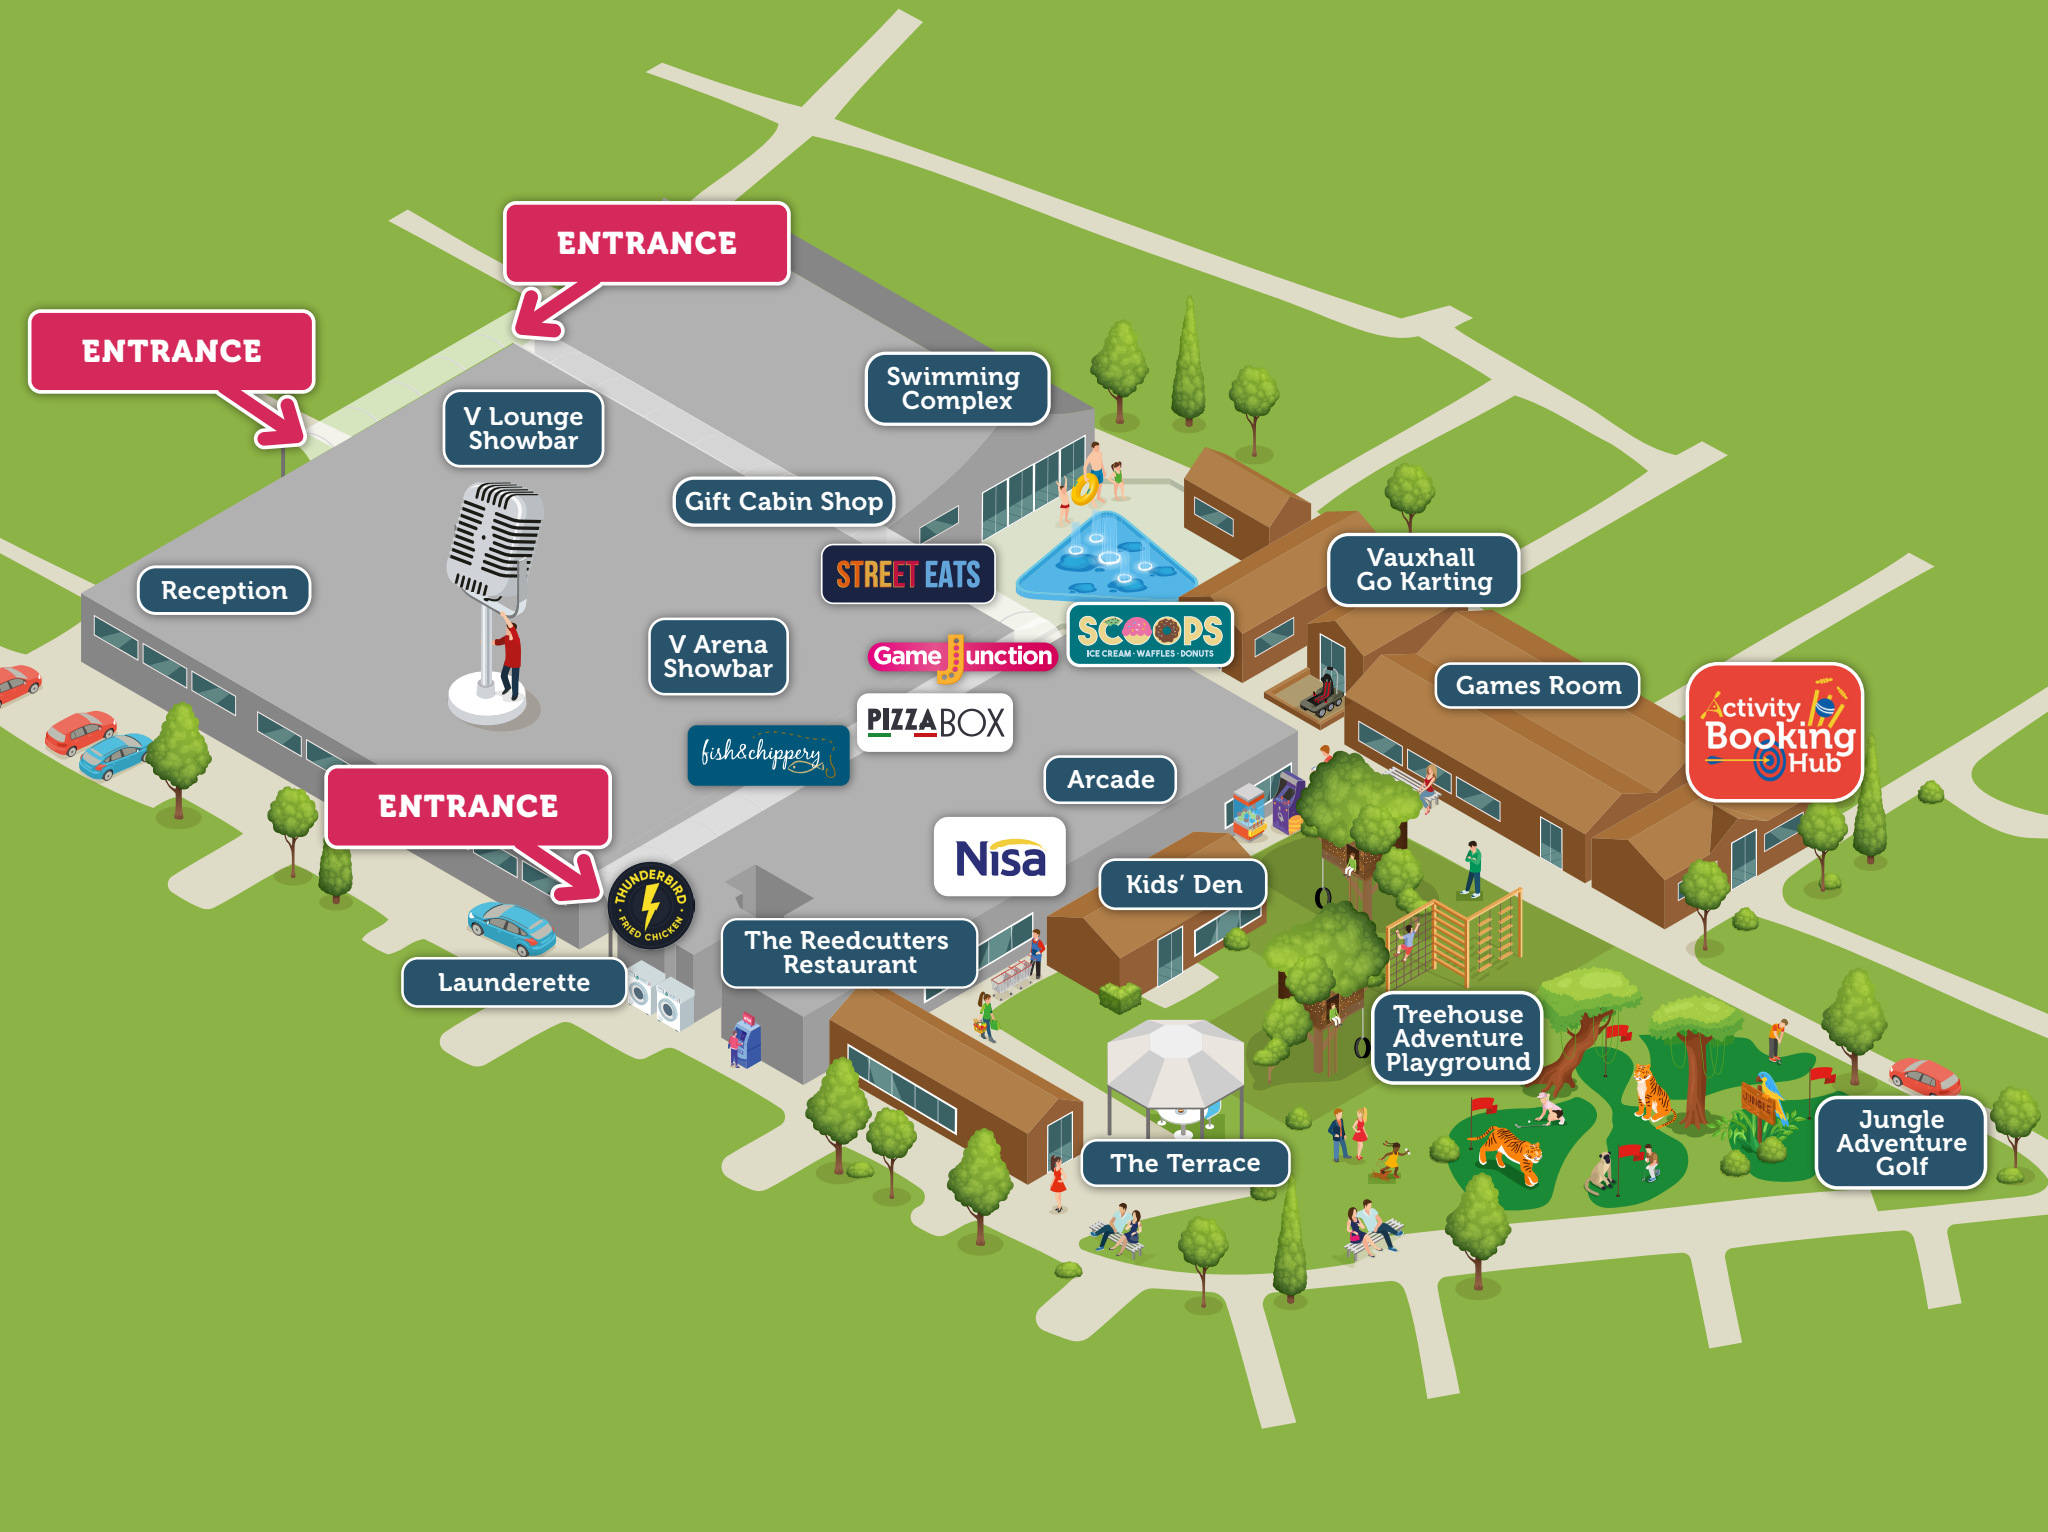 ENTRANCE
ENTRANCE
Swimming
Complex
V Lounge
Showbar
Gift Cabin Shop
STREET EATS
Vauxhall
Go Karting
Reception
SCOOPS
ICE CREAM · WAFFLES · DONUTS
V Arena
Showbar
Game Junction
Games Room
Activity
Booking
Hub
PIZZABOX
fish&chippery
Arcade
ENTRANCE
Nisa
Kids' Den
THUNDERBIRD
· FRIED CHICKEN ·
The Reedcutters
Restaurant
Launderette
Treehouse
Adventure
Playground
JUNGLE
Jungle
Adventure
Golf
The Terrace